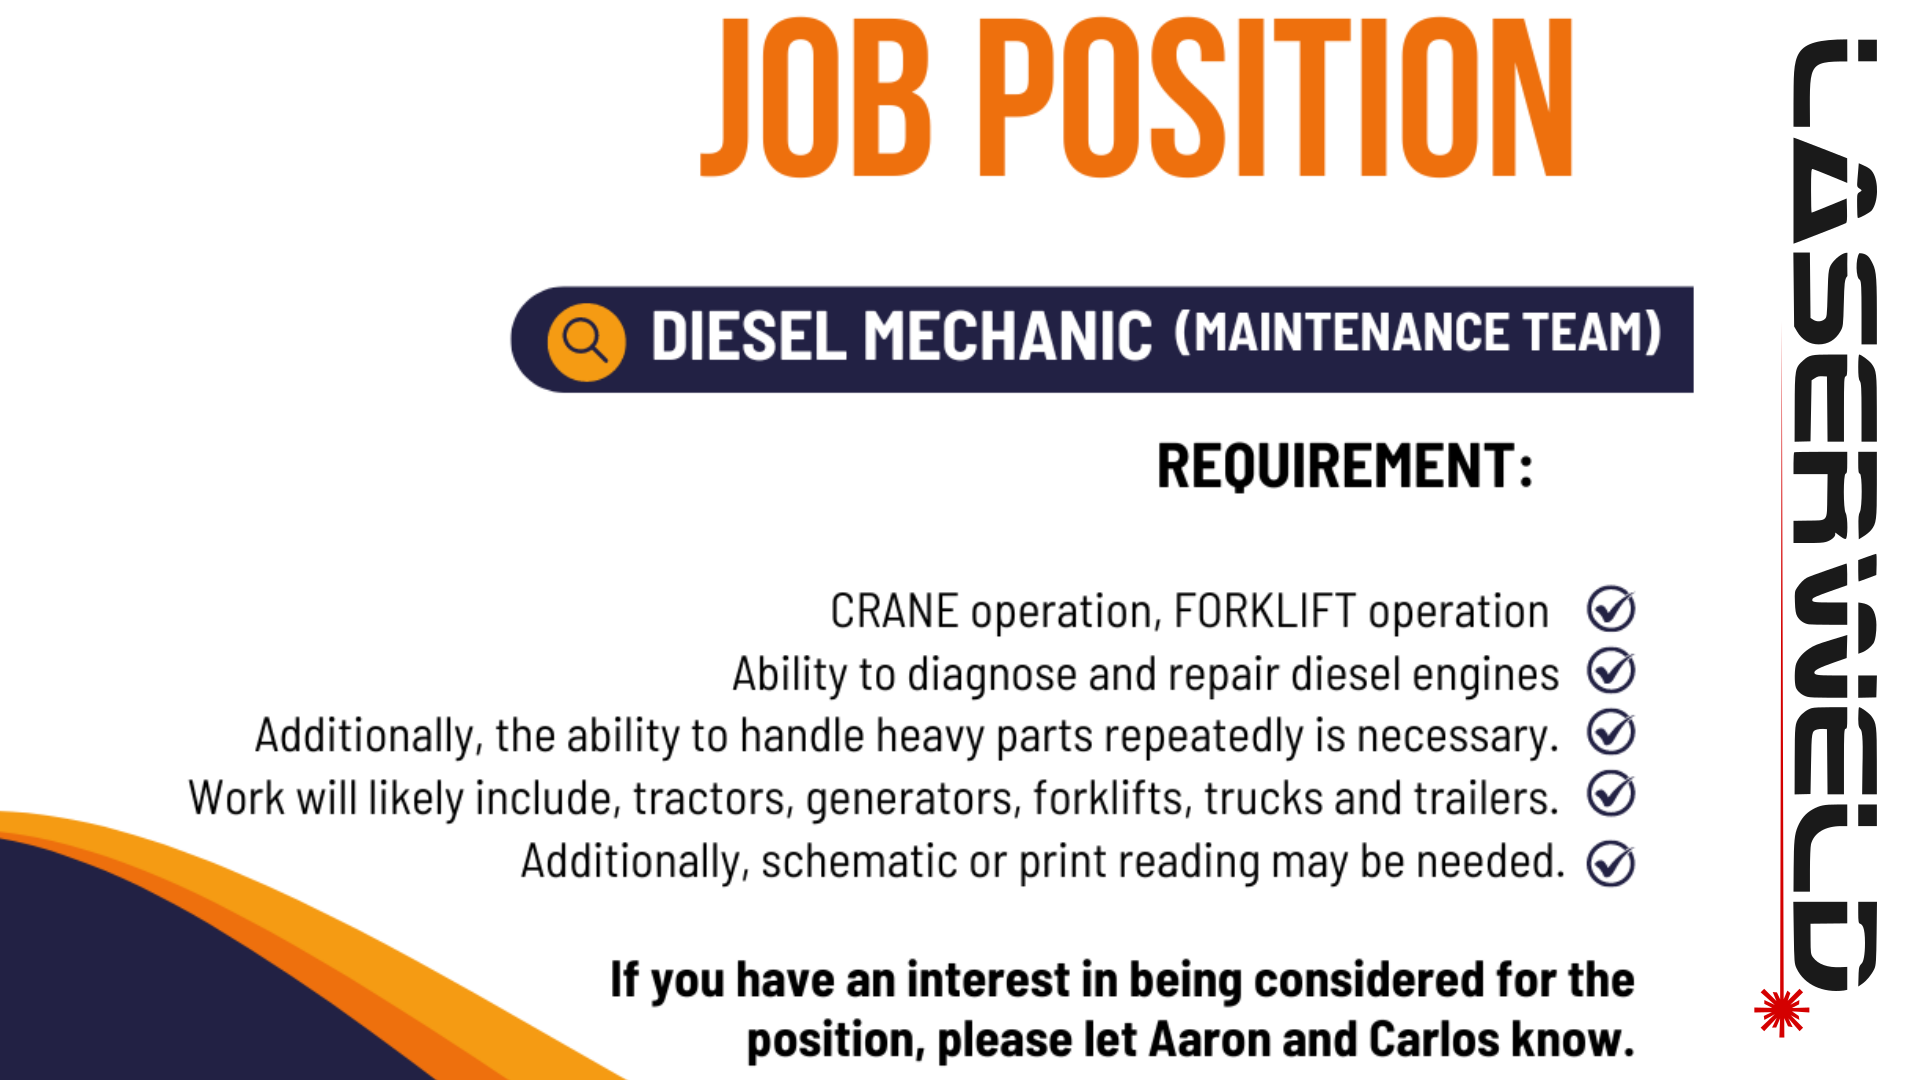 JOB POSITION
DIESEL MECHANIC (MAINTENANCE TEAM)
REQUIREMENT:
CRANE operation, FORKLIFT operation
Ability to diagnose and repair diesel engines
Additionally, the ability to handle heavy parts repeatedly is necessary.
Work will likely include, tractors, generators, forklifts, trucks and trailers.
Additionally, schematic or print reading may be needed.
If you have an interest in being considered for the
position, please let Aaron and Carlos know.
LASERWELD